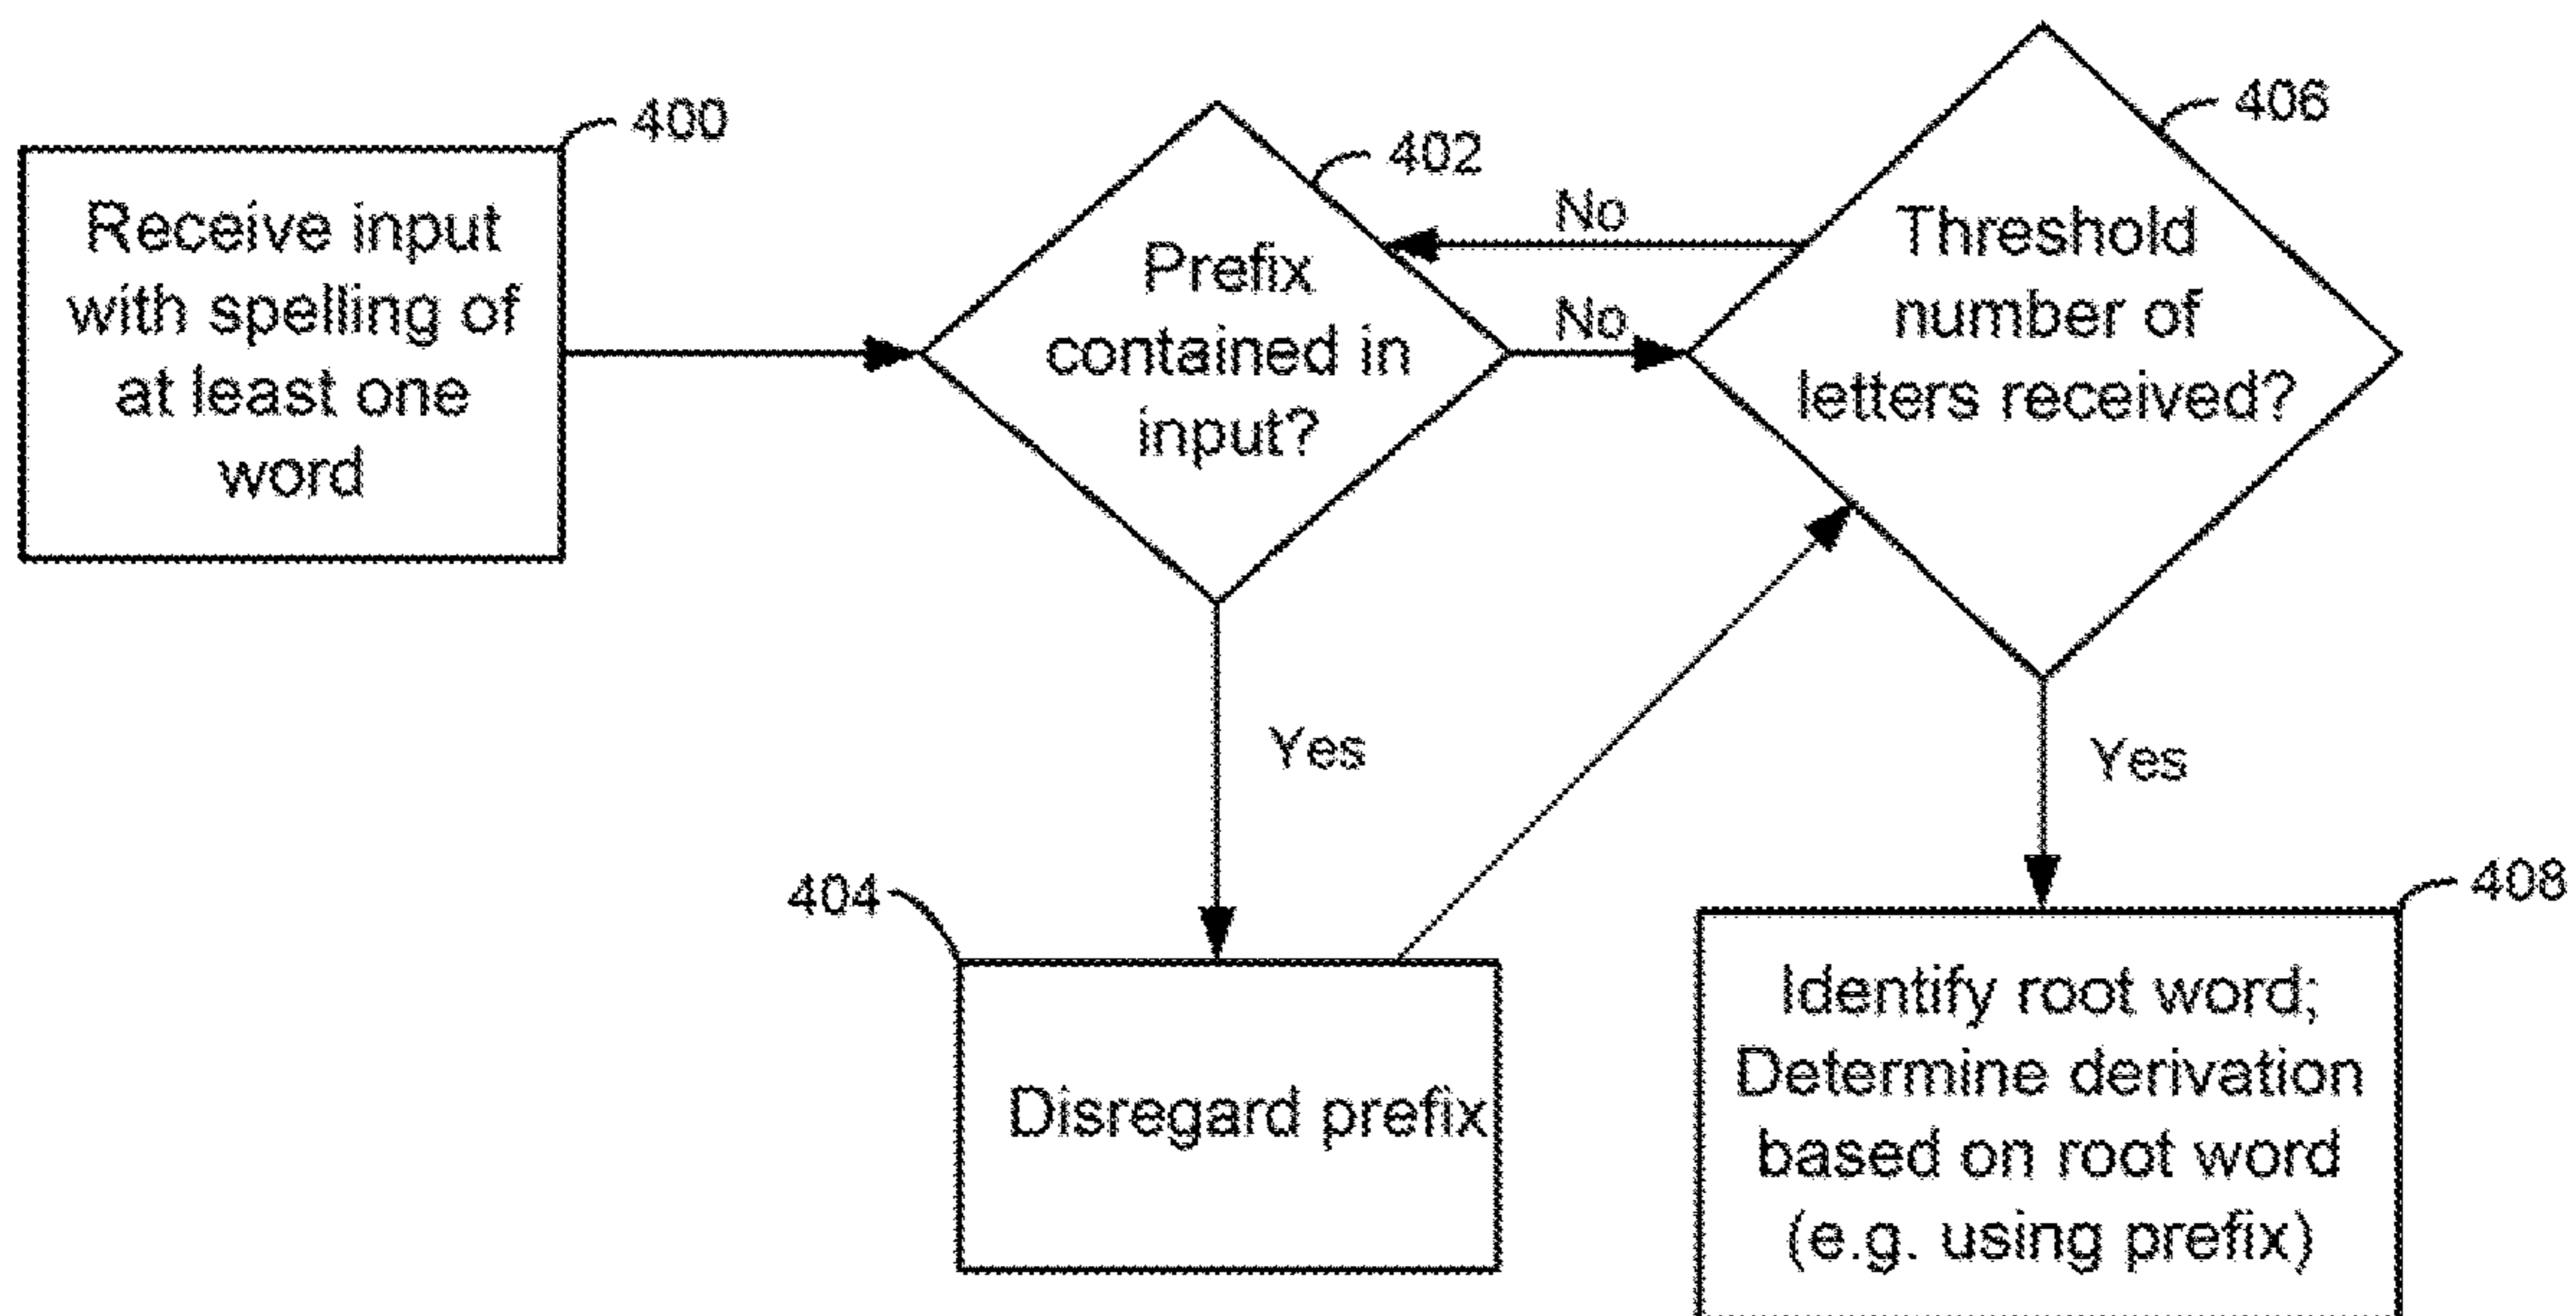 400
Receive input
with spelling of
at least one
word
402
Prefix
contained in
input?
No
No
406
Threshold
number of
letters received?
Yes
Yes
404
Disregard prefix
408
Identify root word;
Determine derivation
based on root word
(e.g. using prefix)